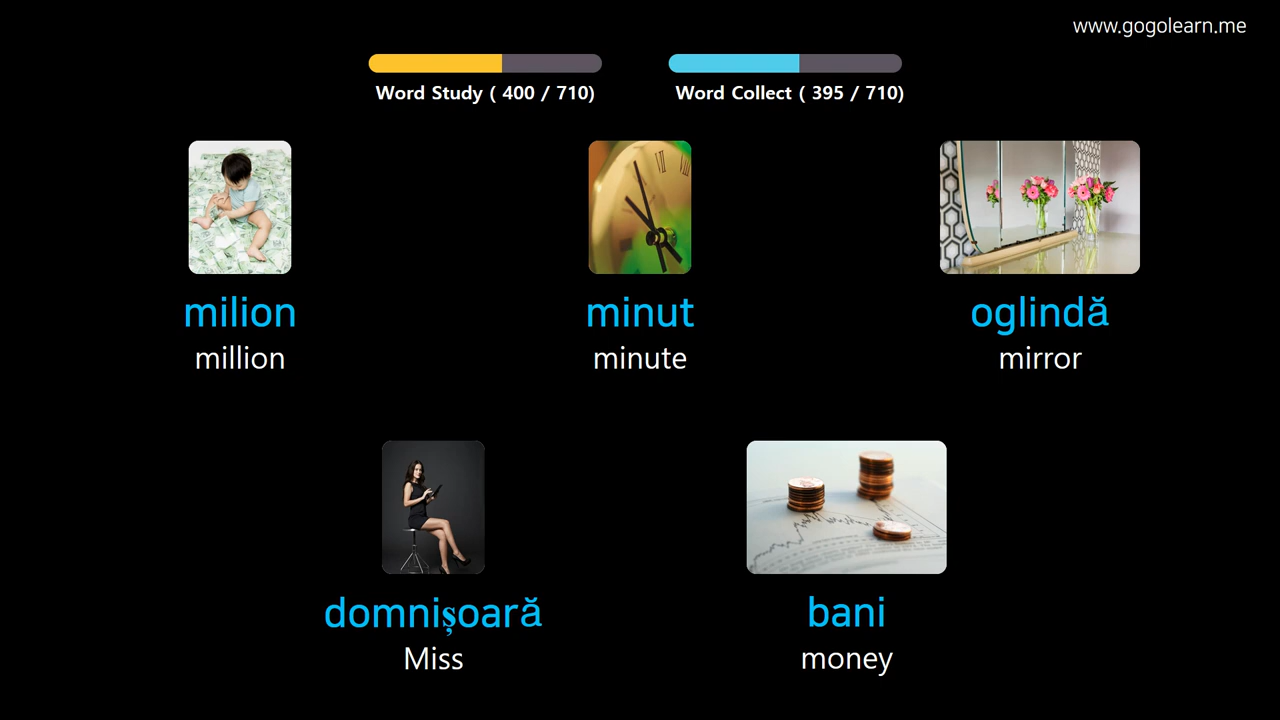 www.gogolearn.me
Word Study ( 400 / 710)
Word Collect ( 395 / 710)
milion
million
minut
minute
oglindă
mirror
domnișoară
Miss
bani
money